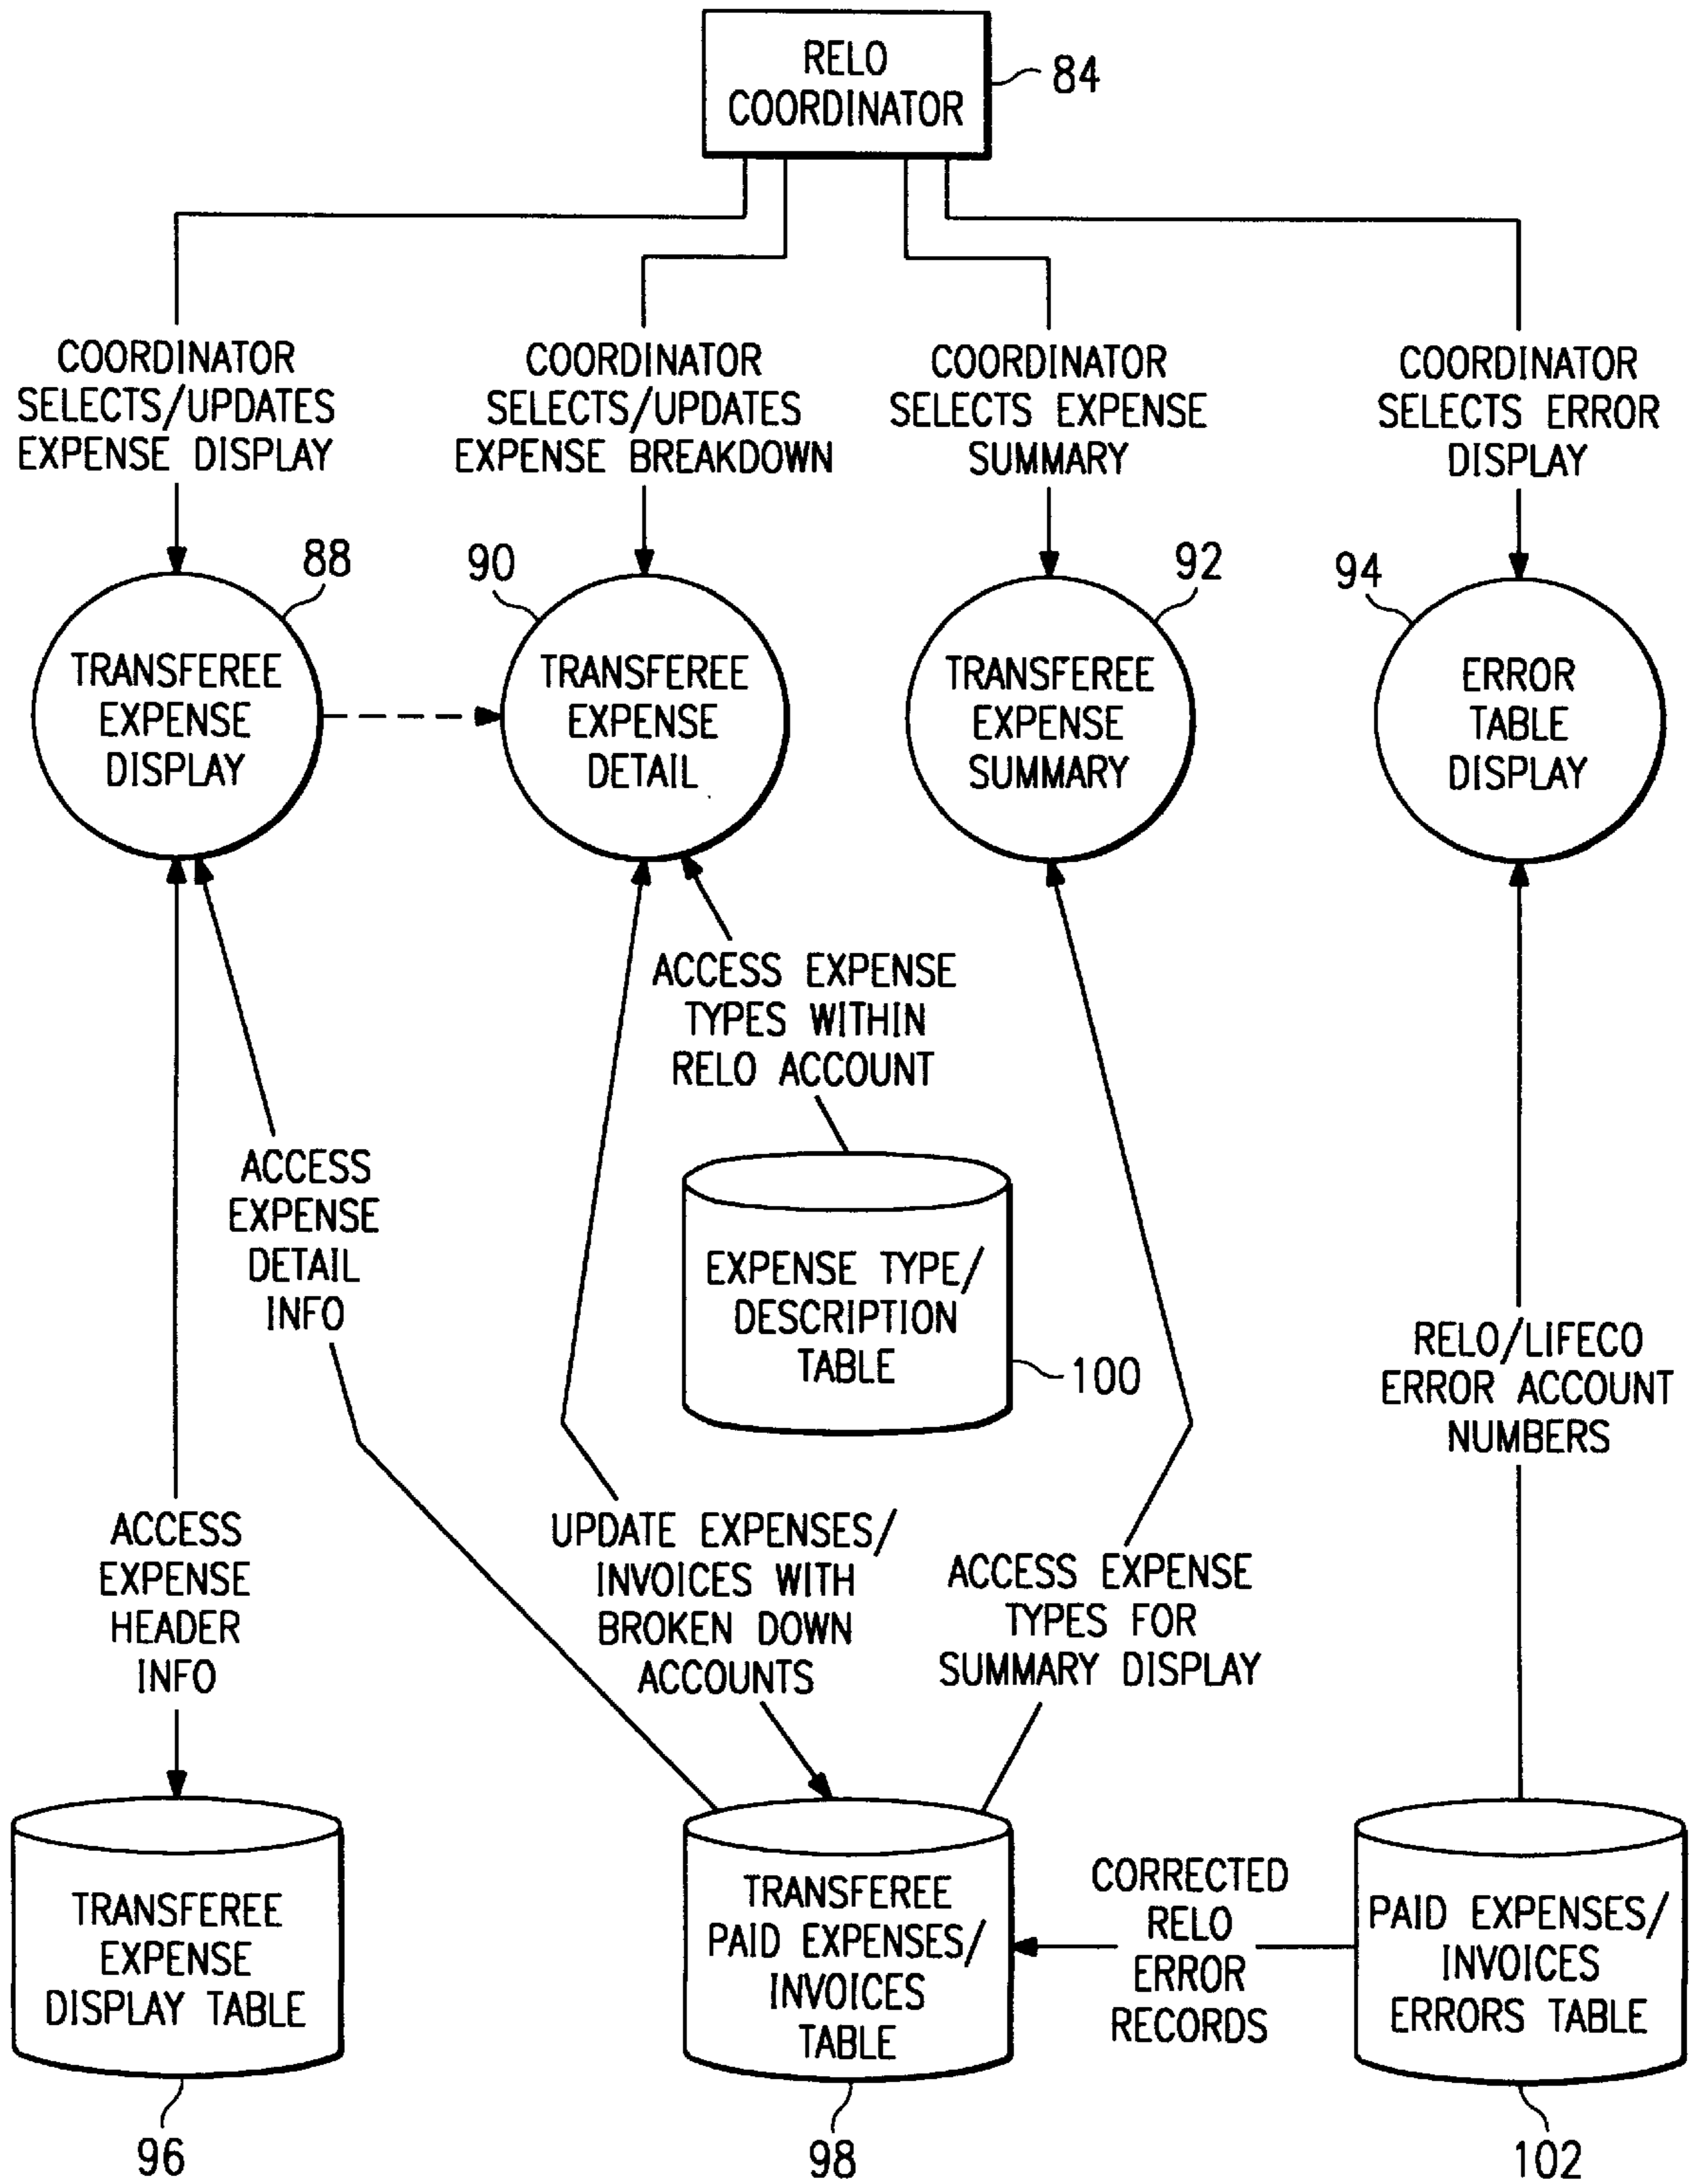 RELO
COORDINATOR
84
COORDINATOR
SELECTS/UPDATES
EXPENSE DISPLAY
COORDINATOR
SELECTS/UPDATES
EXPENSE BREAKDOWN
COORDINATOR
SELECTS EXPENSE
SUMMARY
COORDINATOR
SELECTS ERROR
DISPLAY
88
90
92
94
TRANSFEREE
EXPENSE
DISPLAY
TRANSFEREE
EXPENSE
DETAIL
TRANSFEREE
EXPENSE
SUMMARY
ERROR
TABLE
DISPLAY
ACCESS EXPENSE
TYPES WITHIN
RELO ACCOUNT
ACCESS
EXPENSE
DETAIL
INFO
EXPENSE TYPE/
DESCRIPTION
TABLE
100
RELO/LIFECO
ERROR ACCOUNT
NUMBERS
ACCESS
EXPENSE
HEADER
INFO
UPDATE EXPENSES/
INVOICES WITH
BROKEN DOWN
ACCOUNTS
ACCESS EXPENSE
TYPES FOR
SUMMARY DISPLAY
TRANSFEREE
EXPENSE
DISPLAY TABLE
96
TRANSFEREE
PAID EXPENSES/
INVOICES
TABLE
98
CORRECTED
RELO
ERROR
RECORDS
PAID EXPENSES/
INVOICES
ERRORS TABLE
102